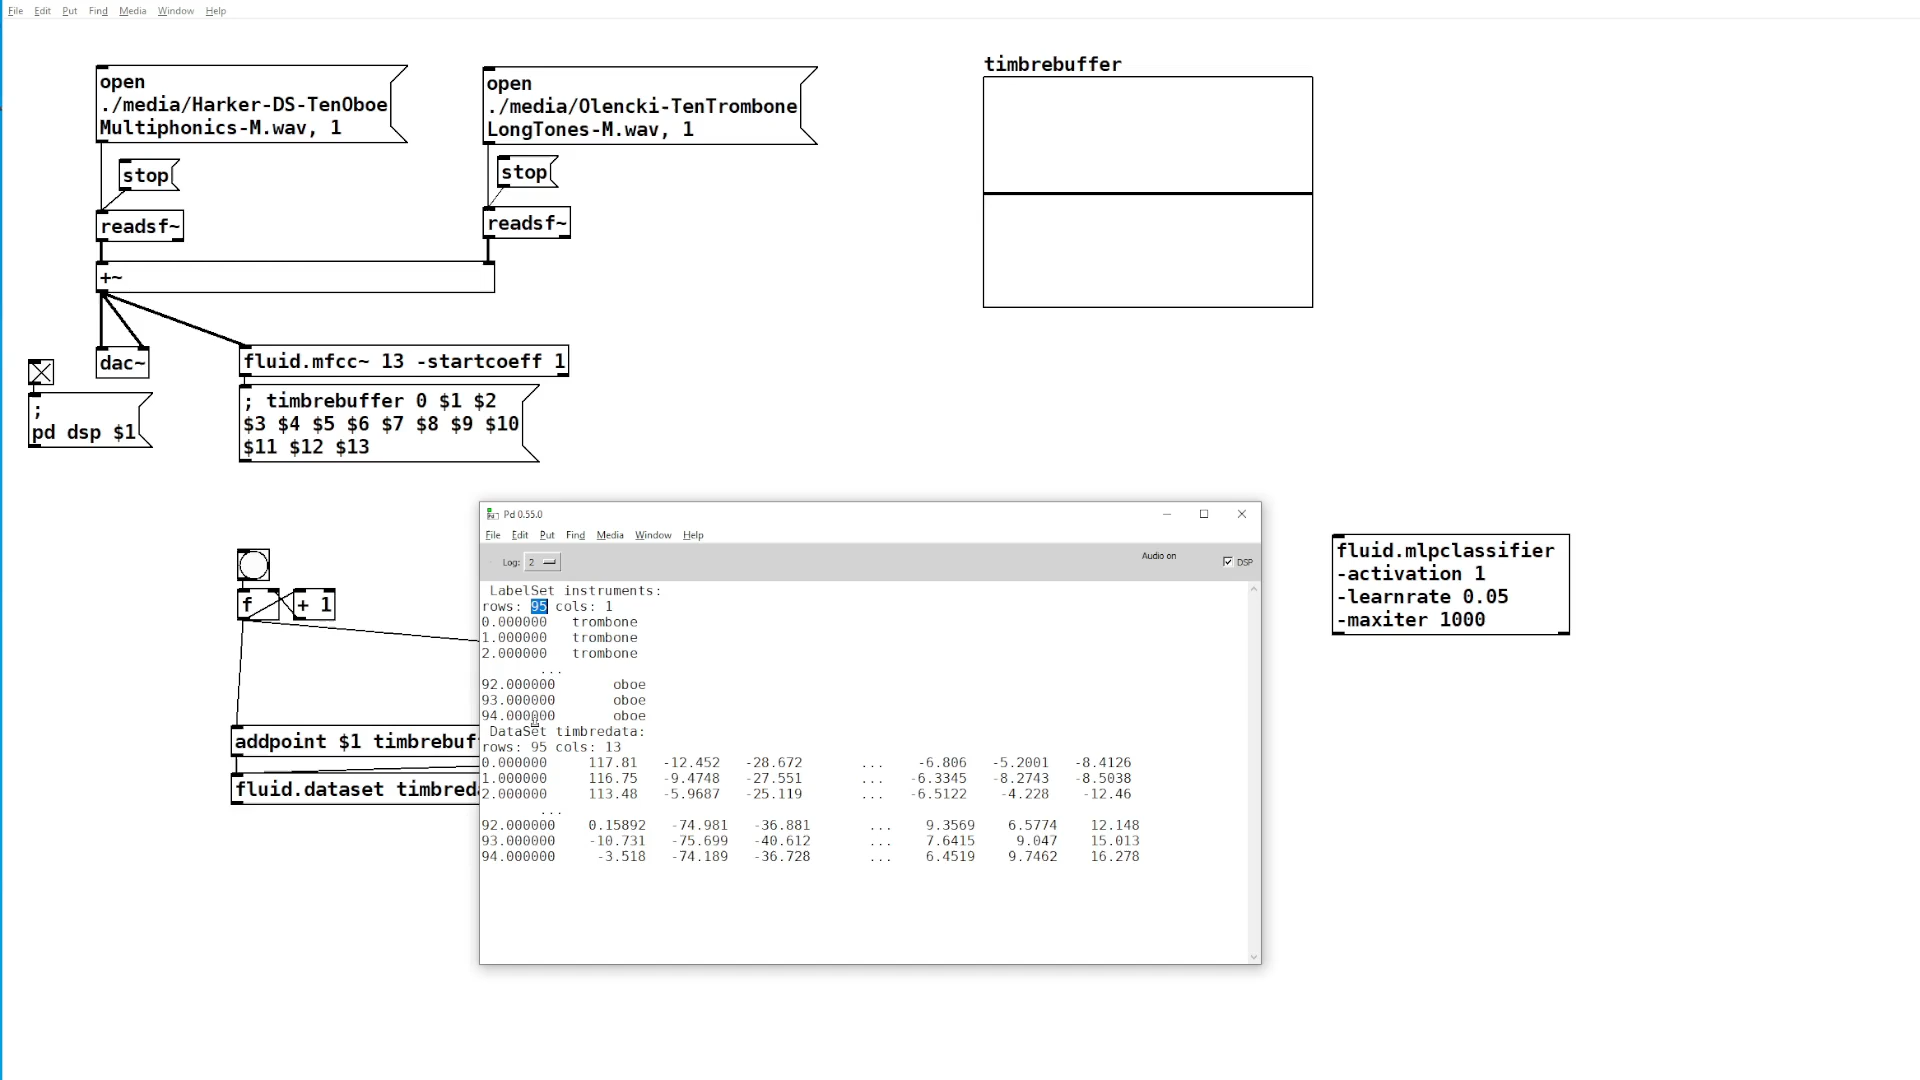 File Edit Put Find Media Window Help
open
./media/Harker-DS-TenOboe
Multiphonics-M.wav, 1
open
./media/Olencki-TenTrombone
LongTones-M.wav, 1
timbrebuffer
stop
stop
readsf~
readsf~
+~
dac~
fluid.mfcc~ 13 -startcoeff 1
;
pd dsp $1
; timbrebuffer 0 $1 $2
$3 $4 $5 $6 $7 $8 $9 $10
$11 $12 $13
f
+ 1
addpoint $1 timbrebuf
fluid.dataset timbred
Pd 0.55.0
File Edit Put Find Media Window Help
Log: 2
Audio on
DSP
LabelSet instruments:
rows: 95 cols: 1
0.000000 trombone
1.000000 trombone
2.000000 trombone
...
92.000000 oboe
93.000000 oboe
94.000000 oboe
DataSet timbredata:
rows: 95 cols: 13
0.000000 117.81 -12.452 -28.672 ... -6.806 -5.2001 -8.4126
1.000000 116.75 -9.4748 -27.551 ... -6.3345 -8.2743 -8.5038
2.000000 113.48 -5.9687 -25.119 ... -6.5122 -4.228 -12.46
...
92.000000 0.15892 -74.981 -36.881 ... 9.3569 6.5774 12.148
93.000000 -10.731 -75.699 -40.612 ... 7.6415 9.047 15.013
94.000000 -3.518 -74.189 -36.728 ... 6.4519 9.7462 16.278
fluid.mlpclassifier
-activation 1
-learnrate 0.05
-maxiter 1000